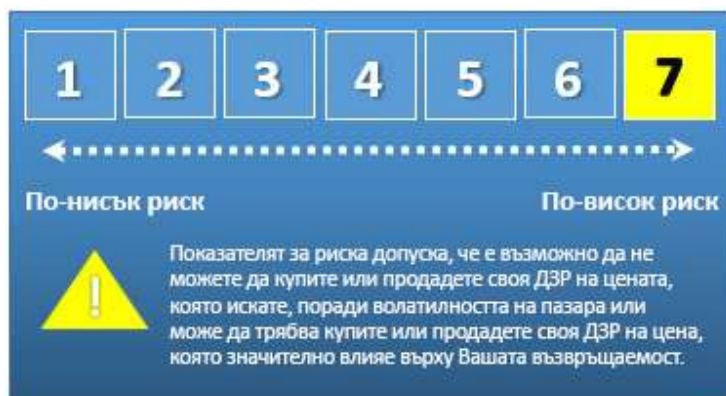 1 2 3 4 5 6 7
По-нисък риск По-висок риск
Показателят за риска допуска, че е възможно да не
можете да купите или продадете своя ДЗР на цената,
която искате, поради волатилността на пазара или
може да трябва купите или продадете своя ДЗР на цена,
която значително влияе върху Вашата възвръщаемост.
!